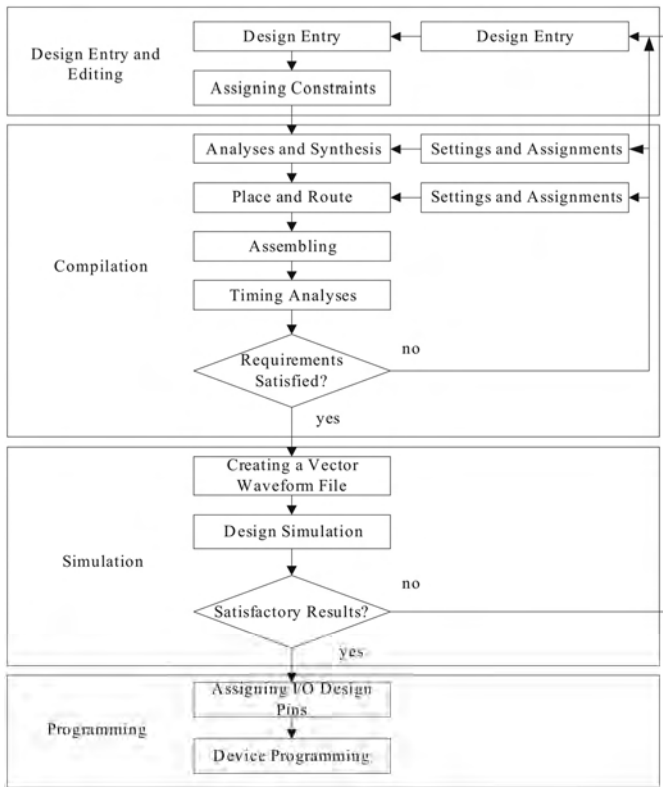 Design Entry and
Editing
Design Entry
Design Entry
Assigning Constraints
Compilation
Analyses and Synthesis
Settings and Assignments
Place and Route
Settings and Assignments
Assembling
Timing Analyses
Requirements
Satisfied?
no
yes
Simulation
Creating a Vector
Waveform File
Design Simulation
Satisfactory Results?
no
yes
Programming
Assigning I/O Design
Pins
Device Programming